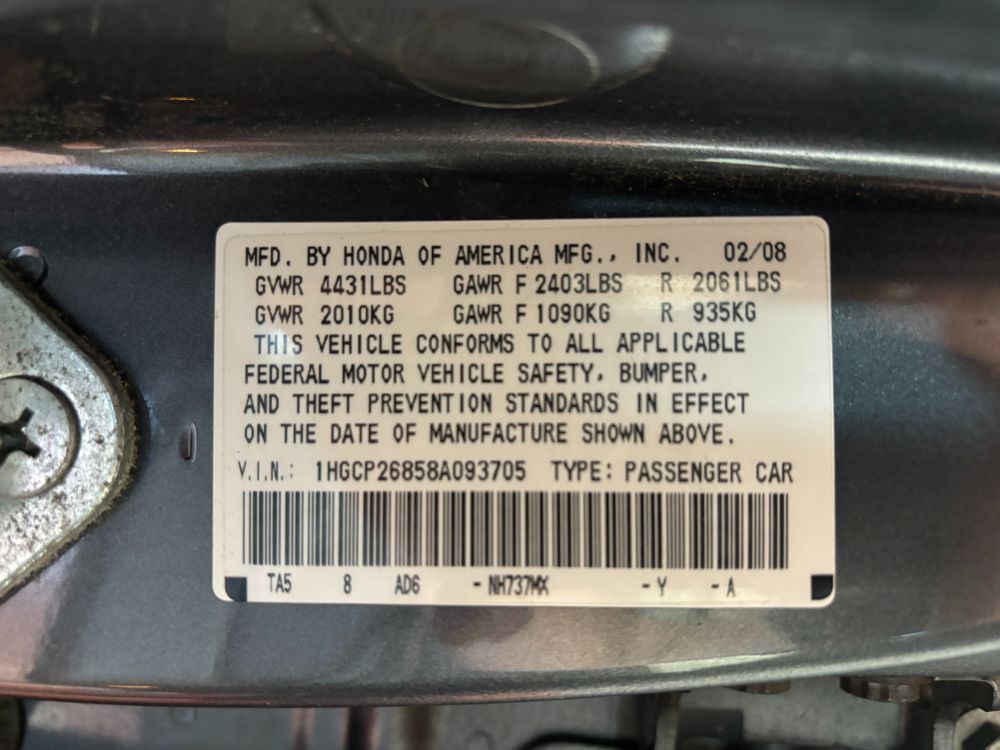 MFD. BY HONDA OF AMERICA MFG., INC. 02/08
GVWR 4431LBS GAWR F 2403LBS R 2061LBS
GVWR 2010KG GAWR F 1090KG R 935KG
THIS VEHICLE CONFORMS TO ALL APPLICABLE
FEDERAL MOTOR VEHICLE SAFETY, BUMPER,
AND THEFT PREVENTION STANDARDS IN EFFECT
ON THE DATE OF MANUFACTURE SHOWN ABOVE.
V.I.N.: 1HGCP26858A093705 TYPE: PASSENGER CAR
TA5 8 AD6 - NH737MX - Y - A